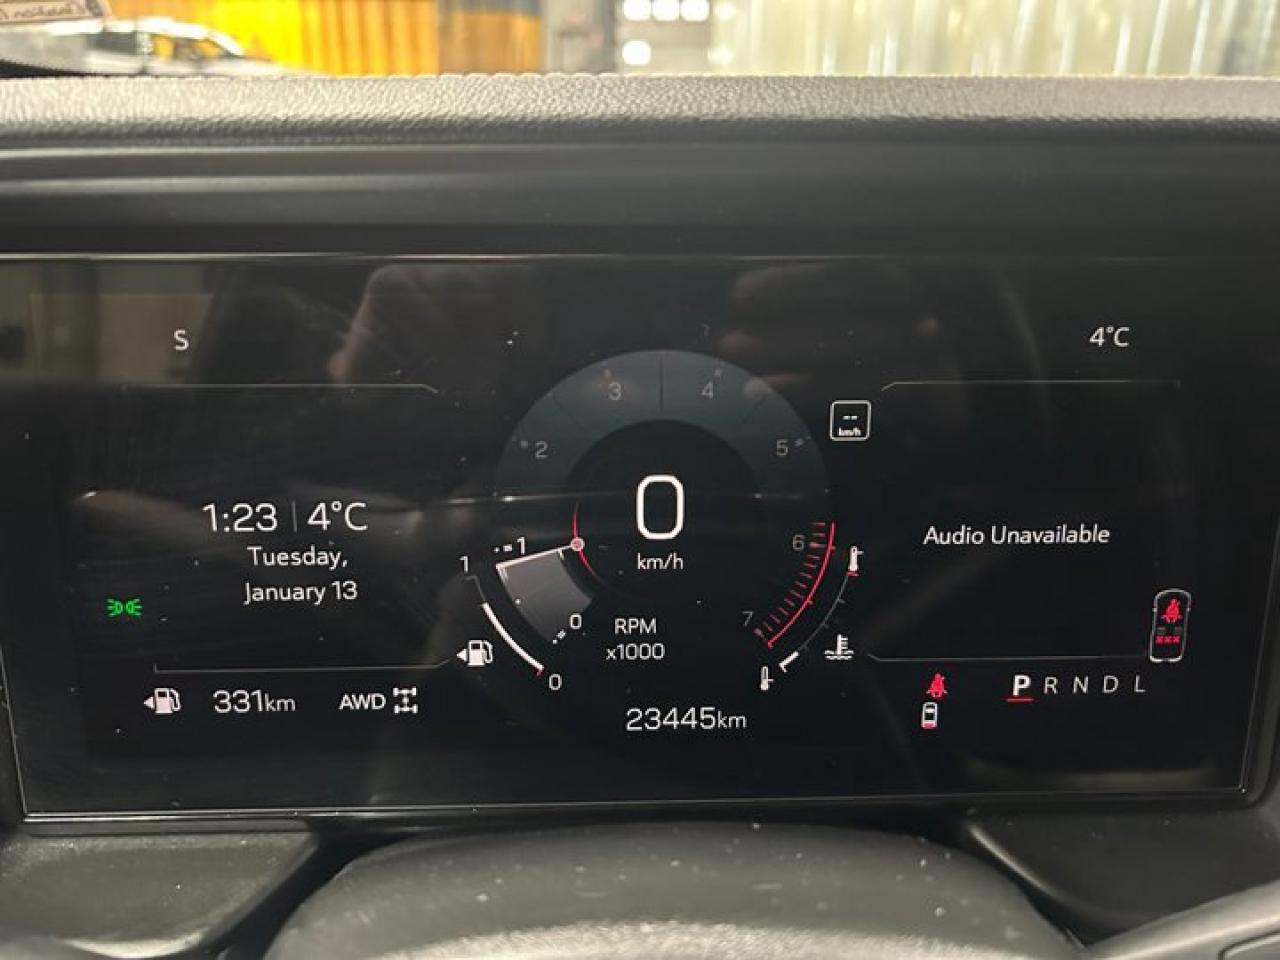 S
4°C
3
4
2
5
-- km/h
1:23 | 4°C
0
Audio Unavailable
Tuesday,
1
1
6
km/h
January 13
0
RPM
7
x1000
0
331km
AWD
P R N D L
23445km